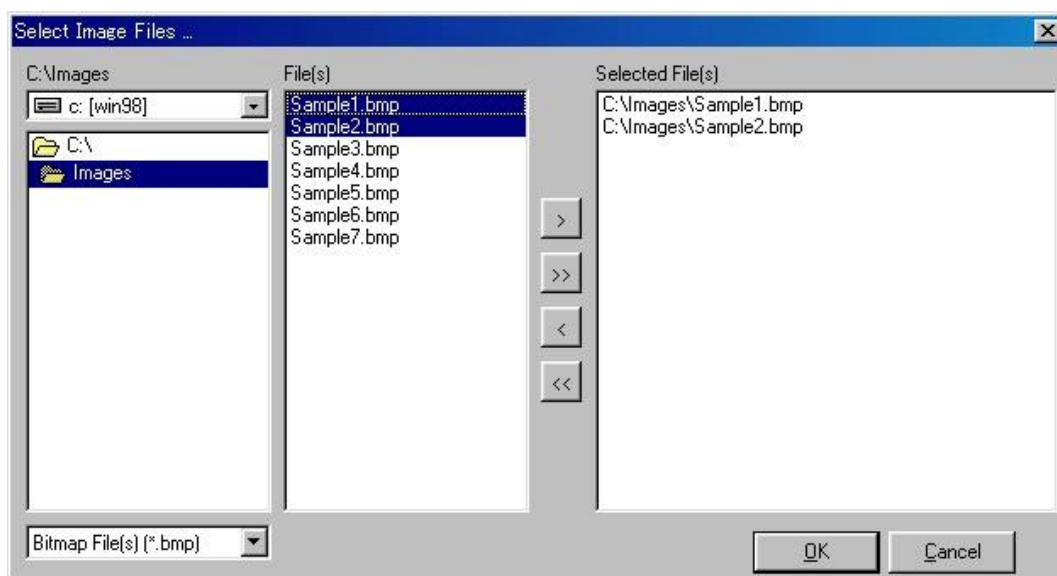 Select Image Files ...
C:\Images
c: [win98]
C:\
Images
Bitmap File(s) (*.bmp)
File(s)
Sample1.bmp
Sample2.bmp
Sample3.bmp
Sample4.bmp
Sample5.bmp
Sample6.bmp
Sample7.bmp
>
>>
<
<<
Selected File(s)
C:\Images\Sample1.bmp
C:\Images\Sample2.bmp
OK
Cancel